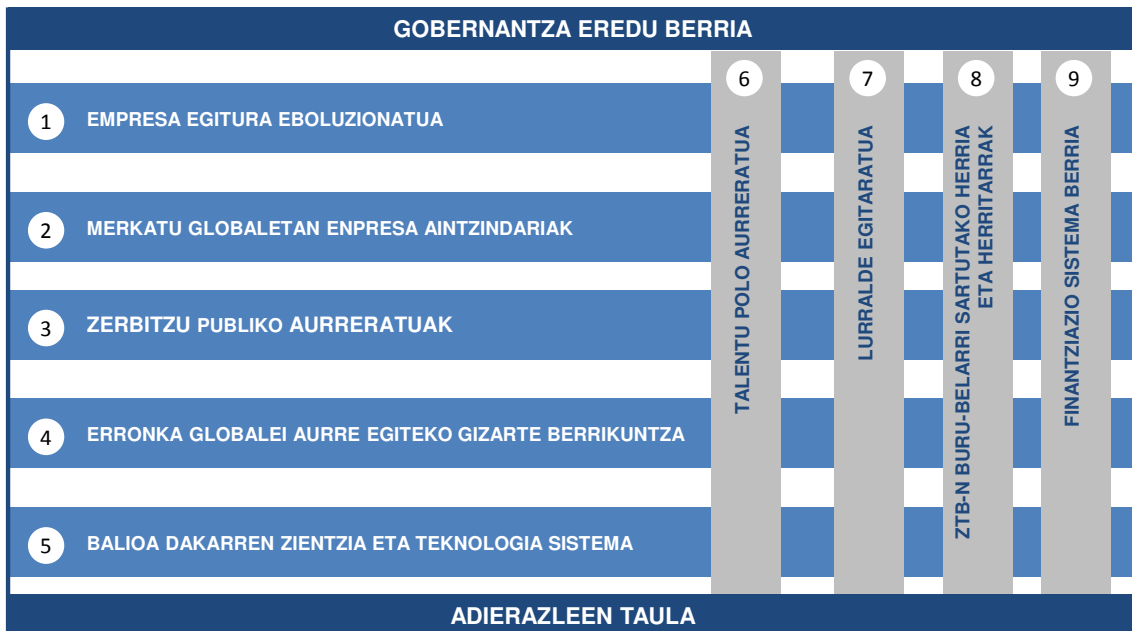 GOBERNANTZA EREDU BERRIA
6
7
8
9
1
EMPRESA EGITURA EBOLUZIONATUA
2
MERKATU GLOBALETAN ENPRESA AINTZINDARIAK
3
ZERBITZU PUBLIKO AURRERATUAK
4
ERRONKA GLOBALEI AURRE EGITEKO GIZARTE BERRIKUNTZA
5
BALIOA DAKARREN ZIENTZIA ETA TEKNOLOGIA SISTEMA
TALENTU POLO AURRERATUA
LURRALDE EGITARATUA
ZTB-N BURU-BELARRI SARTUTAKO HERRIA
ETA HERRITARRAK
FINANTZIAZIO SISTEMA BERRIA
ADIERAZLEEN TAULA